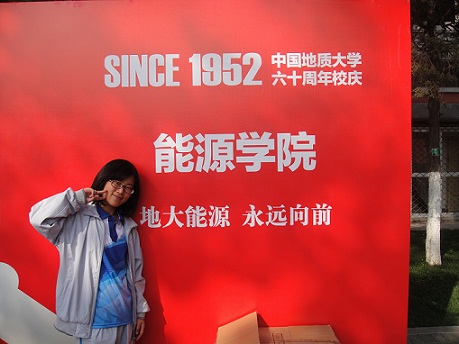 SINCE 1952 中国地质大学
六十周年校庆
能源学院
地大能源 永远向前